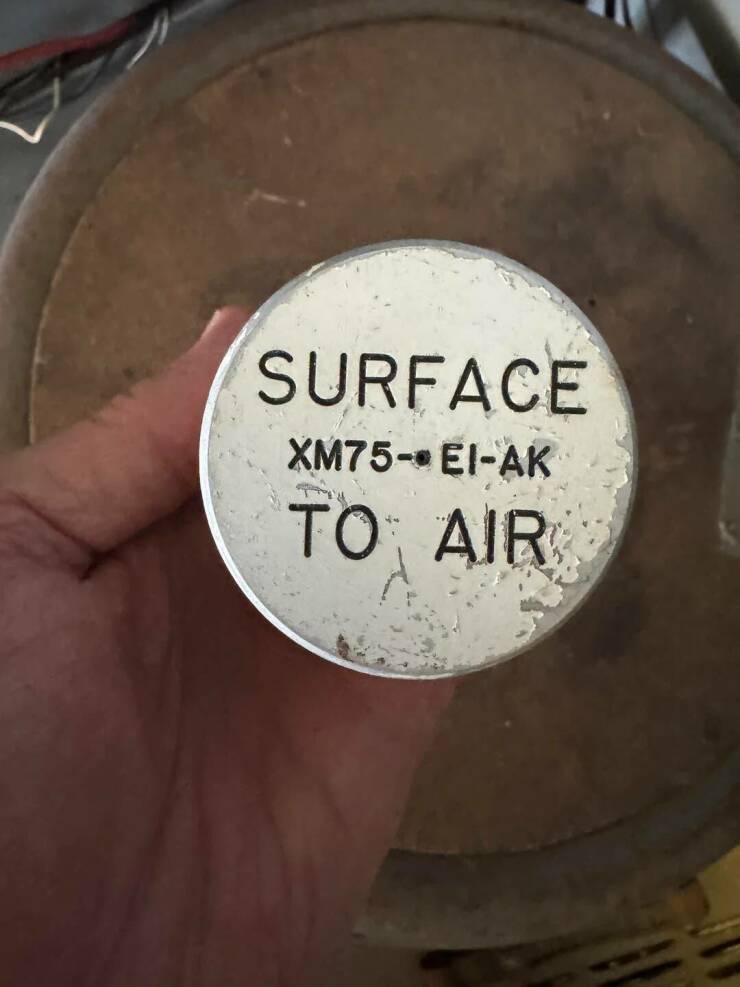 SURFACE
XM75- EI-AK
TO AIR